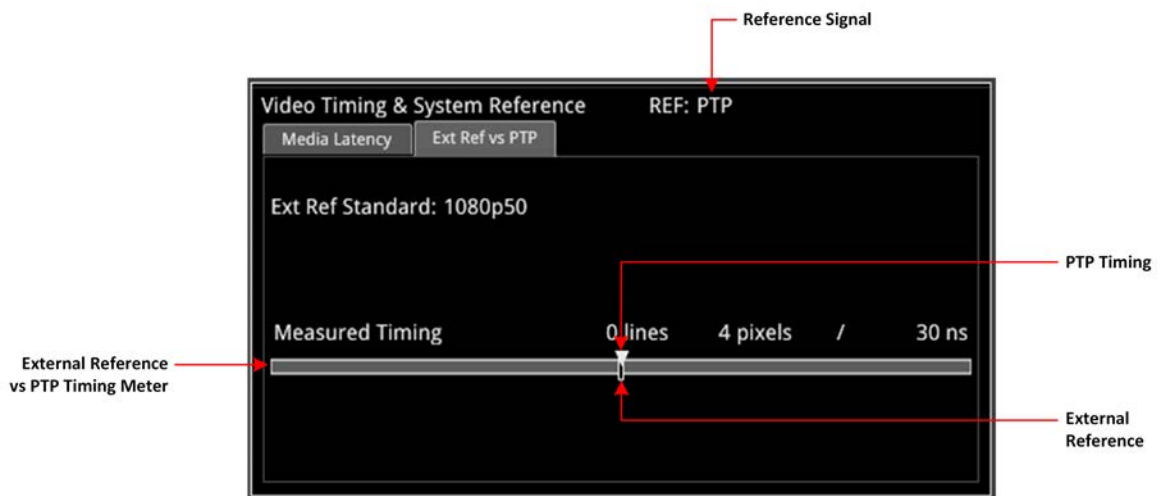 Reference Signal
Video Timing & System Reference REF: PTP
Media Latency Ext Ref vs PTP
Ext Ref Standard: 1080p50
PTP Timing
Measured Timing 0 lines 4 pixels / 30 ns
External Reference
vs PTP Timing Meter
External
Reference